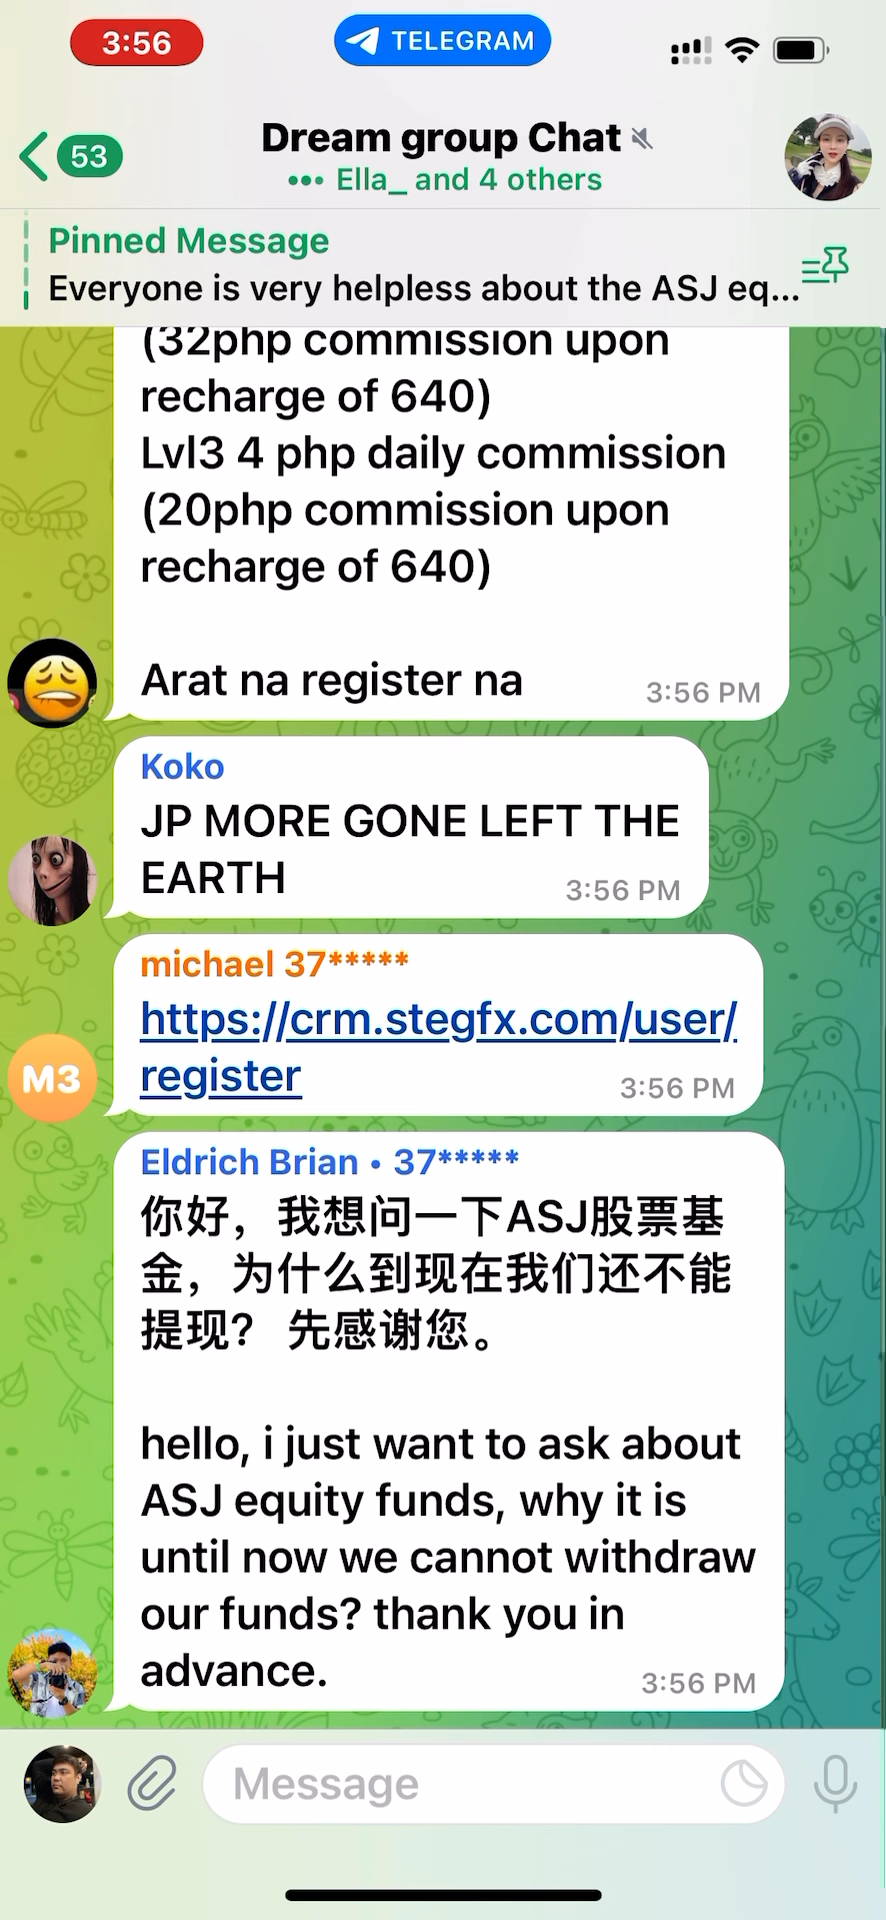 3:56
TELEGRAM
53
Dream group Chat
Ella_ and 4 others
Pinned Message
Everyone is very helpless about the ASJ eq...
(32php commission upon
recharge of 640)
Lvl3 4 php daily commission
(20php commission upon
recharge of 640)
Arat na register na
3:56 PM
Koko
JP MORE GONE LEFT THE
EARTH
3:56 PM
michael 37*****
https://crm.stegfx.com/user/
register
3:56 PM
M3
Eldrich Brian • 37*****
你好，我想问一下ASJ股票基
金，为什么到现在我们还不能
提现？ 先感谢您。
hello, i just want to ask about
ASJ equity funds, why it is
until now we cannot withdraw
our funds? thank you in
advance.
3:56 PM
Message